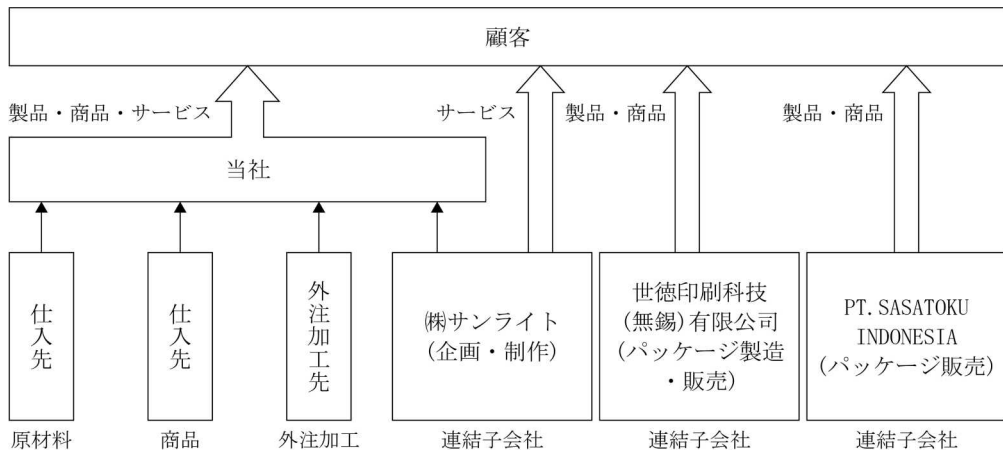 顧客
製品・商品・サービス
サービス
製品・商品
製品・商品
当社
仕入先
仕入先
外注加工先
㈱サンライト
(企画・制作)
世徳印刷科技
(無錫)有限公司
(パッケージ製造
・販売)
PT.SASATOKU
INDONESIA
(パッケージ販売)
原材料
商品
外注加工
連結子会社
連結子会社
連結子会社